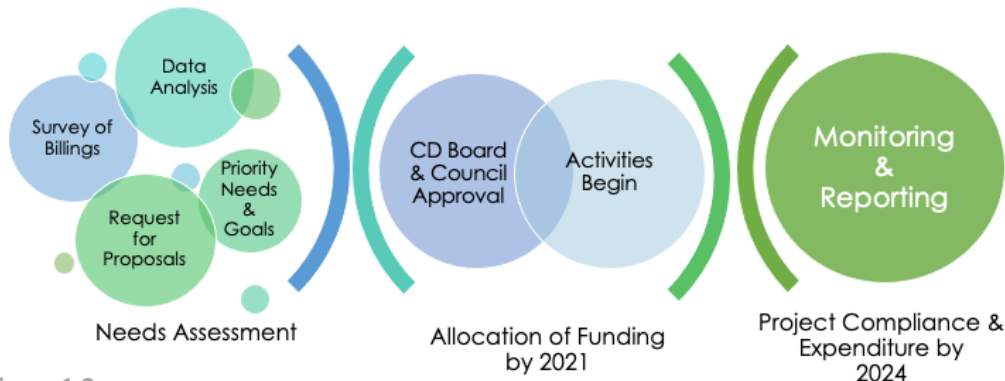 Data
Analysis
Survey of
Billings
Priority
Needs
&
Goals
Request
for
Proposals
Needs Assessment
CD Board
& Council
Approval
Activities
Begin
Allocation of Funding
by 2021
Monitoring
&
Reporting
Project Compliance &
Expenditure by
2024